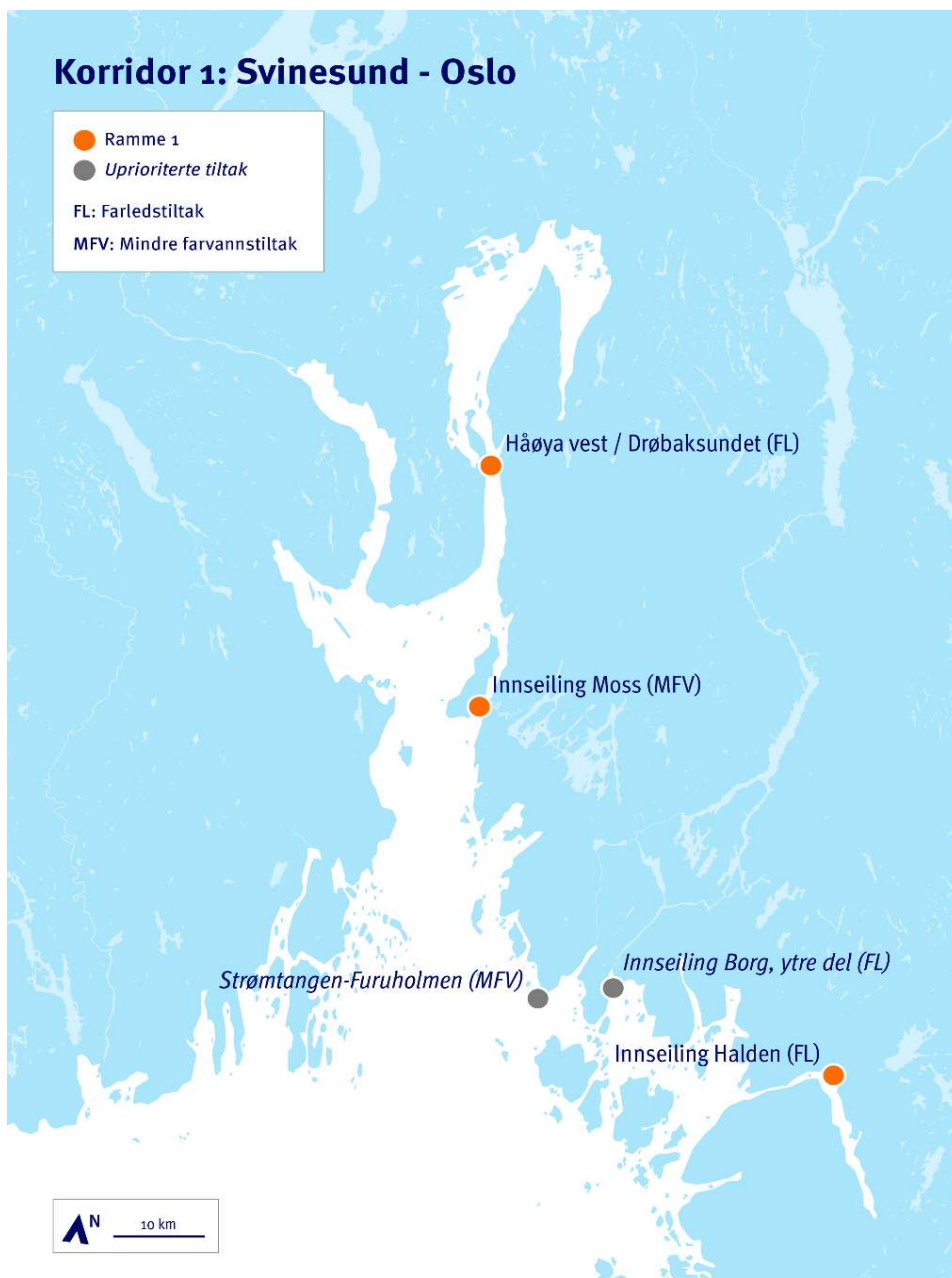 Korridor 1: Svinesund - Oslo
Ramme 1
Uprioriterte tiltak
FL: Farledstiltak
MFV: Mindre farvannstiltak
Håøya vest / Drøbaksundet (FL)
Innseiling Moss (MFV)
Innseiling Borg, ytre del (FL)
Strømtangen-Furuholmen (MFV)
Innseiling Halden (FL)
N
10 km